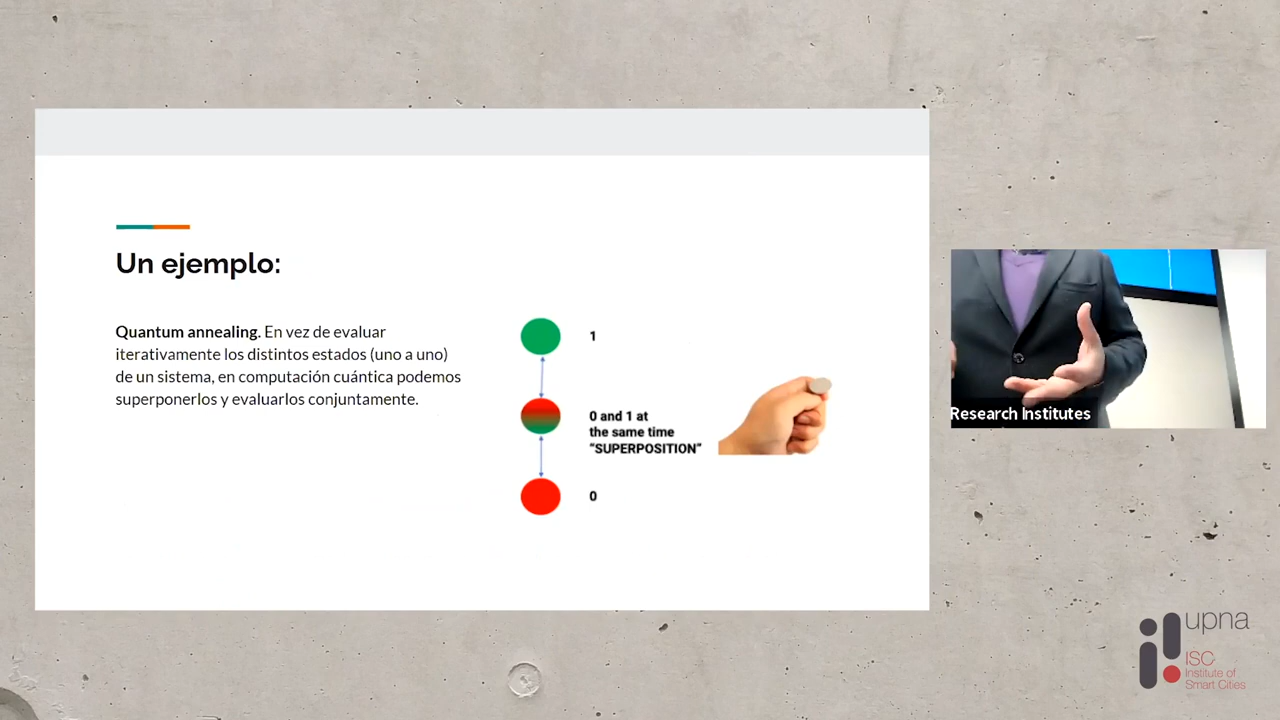 Un ejemplo:
Quantum annealing. En vez de evaluar
iterativamente los distintos estados (uno a uno)
de un sistema, en computación cuántica podemos
superponerlos y evaluarlos conjuntamente.
1
0 and 1 at
the same time
“SUPERPOSITION”
0
Research Institutes
upna
ISC
Institute of
Smart Cities